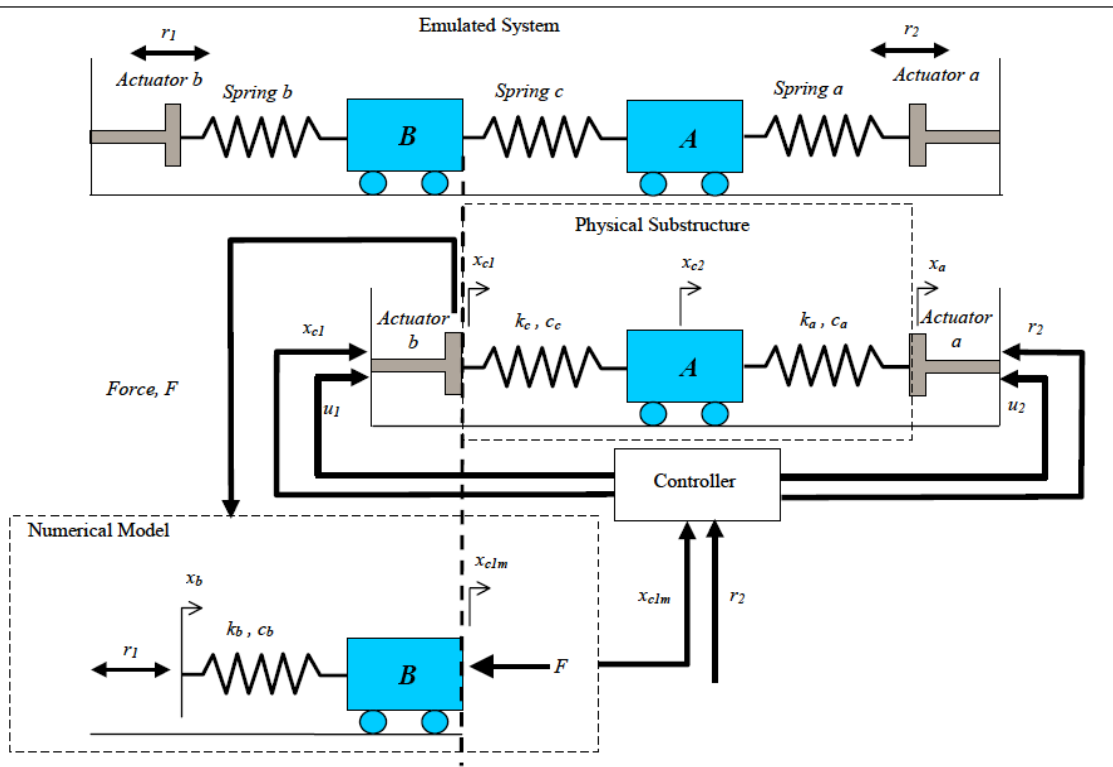 Emulated System
r1
r2
Actuator b
Actuator a
Spring b
Spring c
Spring a
B
A
Physical Substructure
xc1
xc2
xa
Actuator
b
kc , cc
ka , ca
Actuator
a
xc1
r2
A
Force, F
u1
u2
Controller
Numerical Model
xb
xc1m
xc1m
r2
kb , cb
r1
B
F